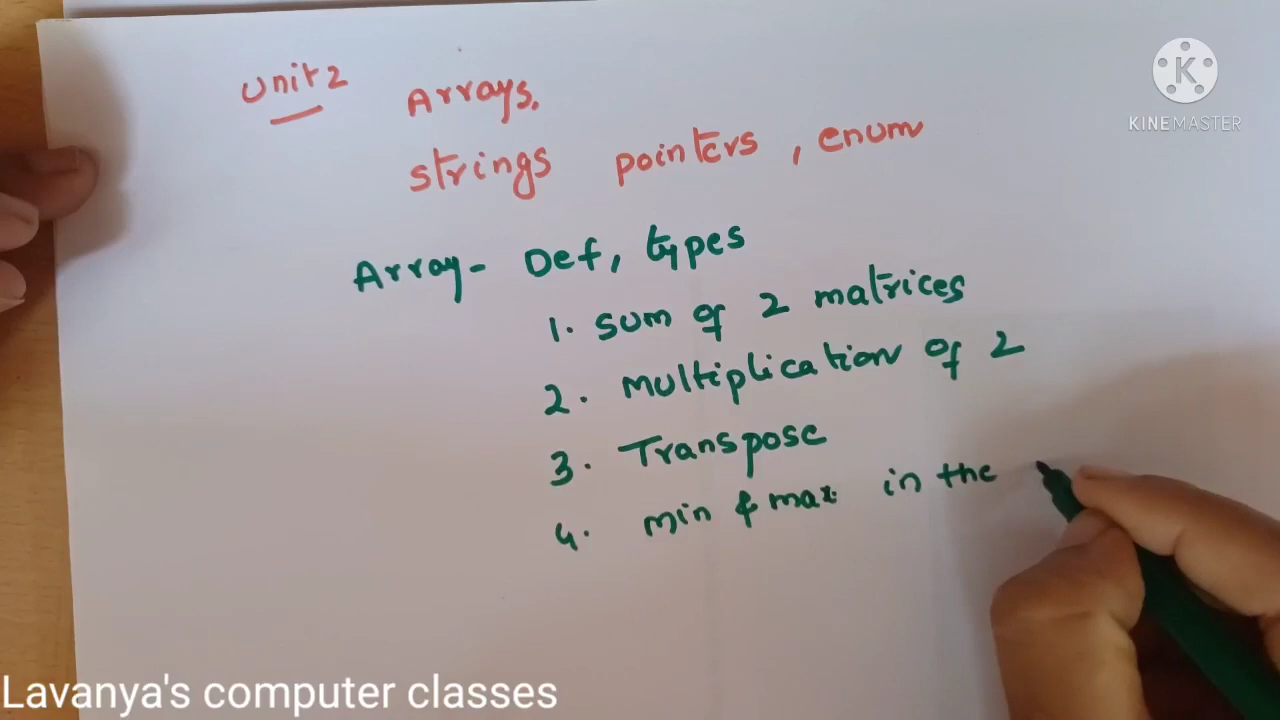 Unit 2 Arrays.
strings pointers, enum
Array- Def, types
1. sum of 2 matrices
2. Multiplication of 2
3. Transpose
4. min & max in the
K
KINEMASTER
Lavanya's computer classes